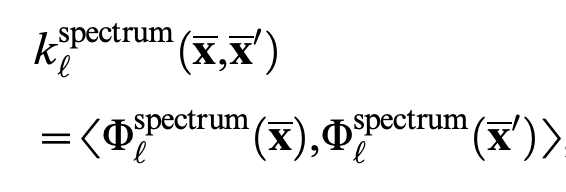 k_ℓ^spectrum(x̅,x̅′)
=⟨Φ_ℓ^spectrum(x̅),Φ_ℓ^spectrum(x̅′)⟩,